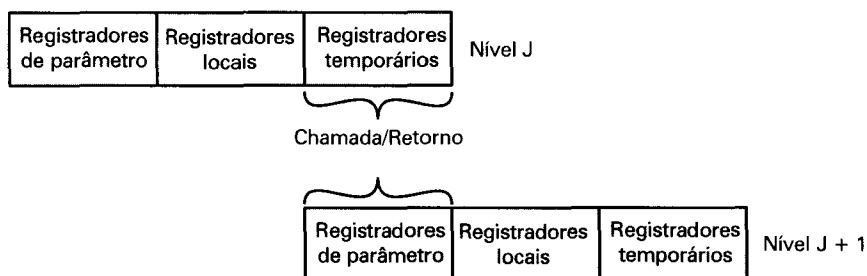 Registradores
de parâmetro
Registradores
locais
Registradores
temporários
Nível J
Chamada/Retorno
Registradores
de parâmetro
Registradores
locais
Registradores
temporários
Nível J + 1